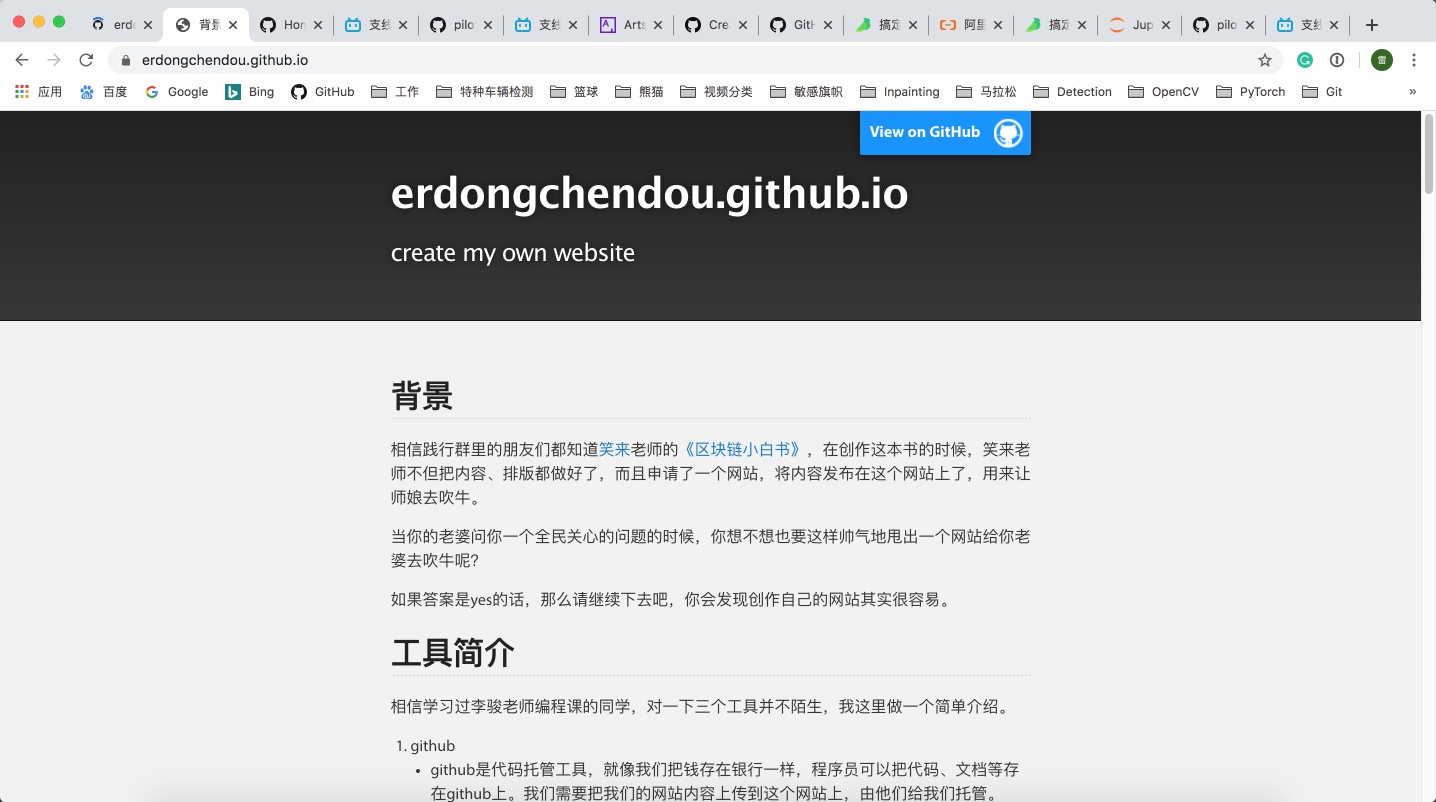 erd
背景
Hom
支线
pilo
支线
Arts
Crea
GitH
搞定
阿里
搞定
Jup
pilo
支线
erdongchendou.github.io
雷
应用 百度 Google Bing GitHub 工作 特种车辆检测 篮球 熊猫 视频分类 敏感旗帜 Inpainting 马拉松 Detection OpenCV PyTorch Git »
View on GitHub
erdongchendou.github.io
create my own website
背景
相信践行群里的朋友们都知道笑来老师的《区块链小白书》，在创作这本书的时候，笑来老
师不但把内容、排版都做好了，而且申请了一个网站，将内容发布在这个网站上了，用来让
师娘去吹牛。
当你的老婆问你一个全民关心的问题的时候，你想不想也要这样帅气地甩出一个网站给你老
婆去吹牛呢？
如果答案是yes的话，那么请继续下去吧，你会发现创作自己的网站其实很容易。
工具简介
相信学习过李骏老师编程课的同学，对一下三个工具并不陌生，我这里做一个简单介绍。
1. github
• github是代码托管工具，就像我们把钱存在银行一样，程序员可以把代码、文档等存
在github上。我们需要把我们的网站内容上传到这个网站上，由他们给我们托管。